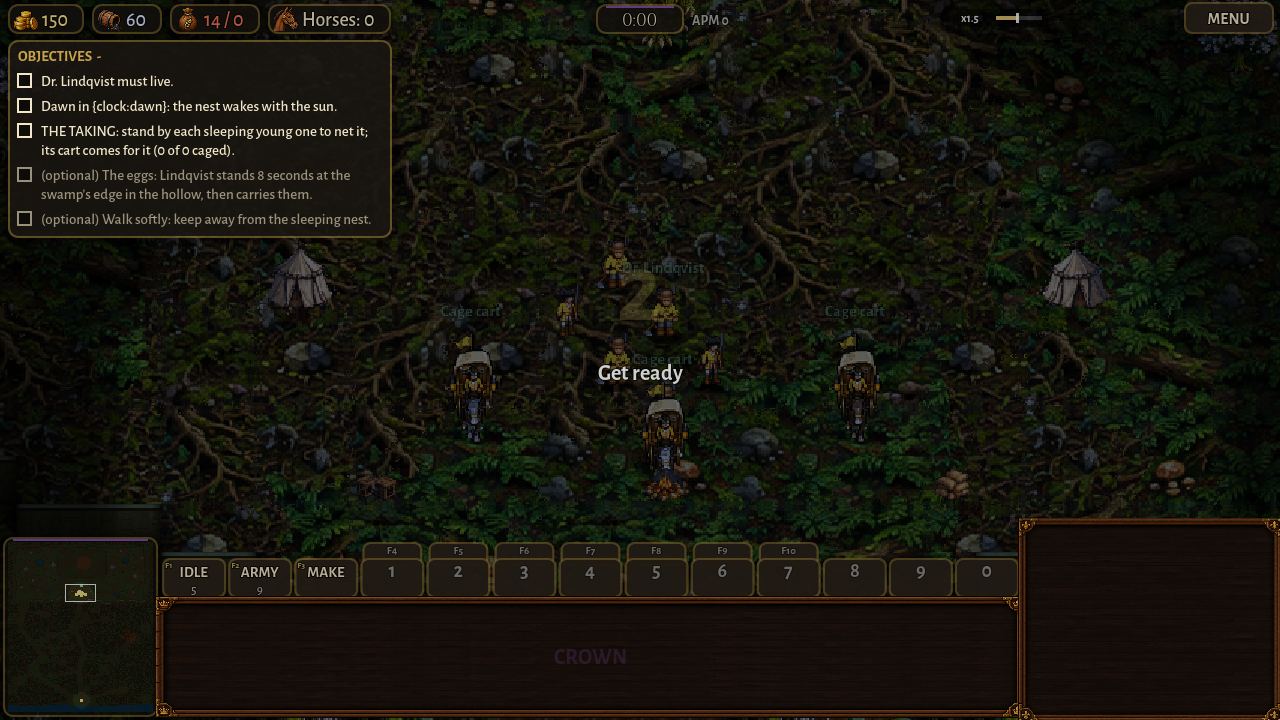 150
60
14 / 0
Horses: 0
0:00
APM 0
x1.5
MENU
OBJECTIVES -
Dr. Lindqvist must live.
Dawn in {clock:dawn}: the nest wakes with the sun.
THE TAKING: stand by each sleeping young one to net it;
its cart comes for it (0 of 0 caged).
(optional) The eggs: Lindqvist stands 8 seconds at the
swamp's edge in the hollow, then carries them.
(optional) Walk softly: keep away from the sleeping nest.
Dr. Lindqvist
2
Cage cart
Cage cart
Cage cart
Get ready
F4
F5
F6
F7
F8
F9
F10
F1 IDLE
5
F2 ARMY
9
F3 MAKE
1
2
3
4
5
6
7
8
9
0
CROWN